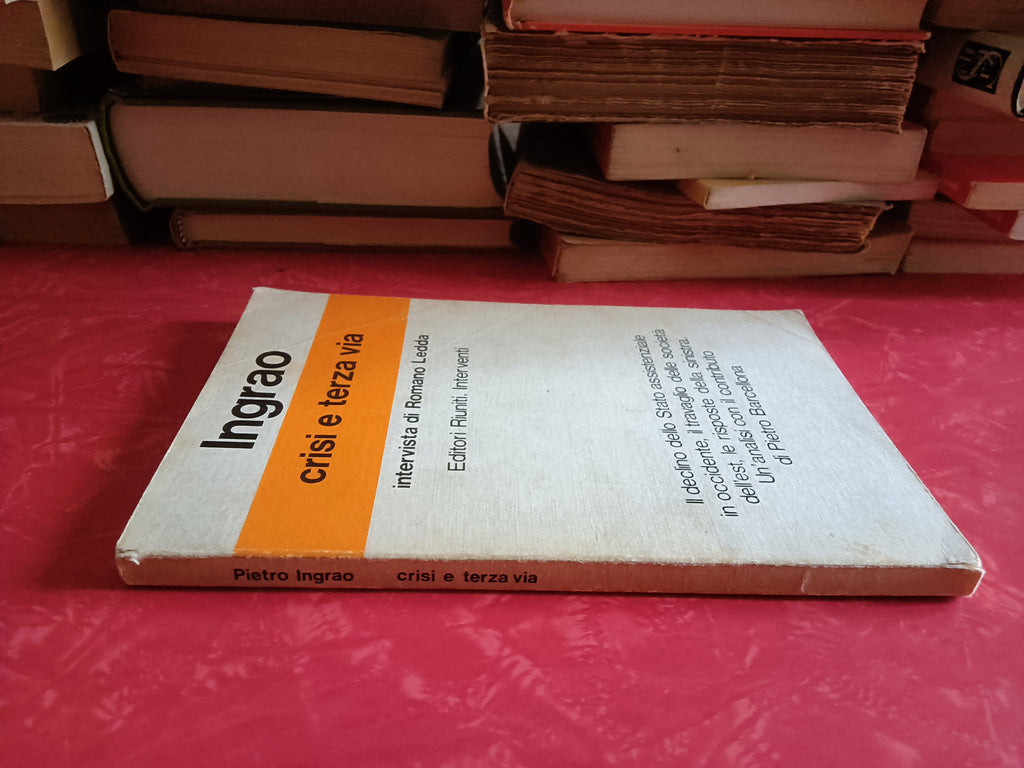 Ingrao
crisi e terza via
intervista di Romano Ledda
Editori Riuniti. Interventi
Il declino dello Stato assistenziale
in occidente, il travaglio delle società
dell'est, le risposte della sinistra.
Un'analisi con il contributo
di Pietro Barcellona
Pietro Ingrao crisi e terza via